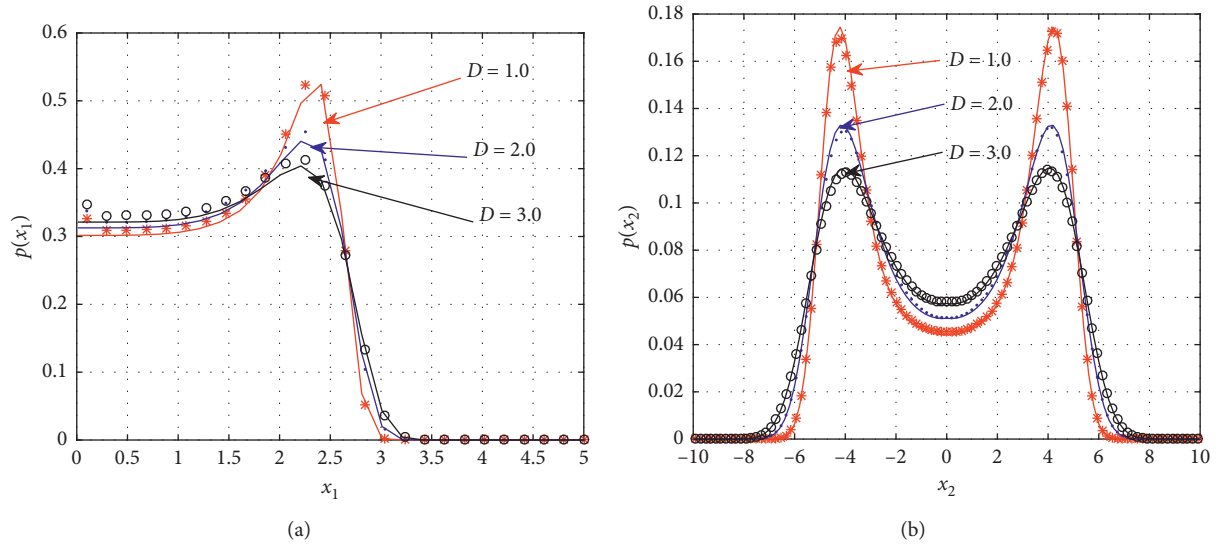 0.6
0.5
0.4
0.3
0.2
0.1
0
p(x₁)
D = 1.0
D = 2.0
D = 3.0
0 0.5 1 1.5 2 2.5 3 3.5 4 4.5 5
x₁
(a)
0.18
0.16
0.14
0.12
0.1
0.08
0.06
0.04
0.02
0
p(x₂)
D = 1.0
D = 2.0
D = 3.0
–10 –8 –6 –4 –2 0 2 4 6 8 10
x₂
(b)